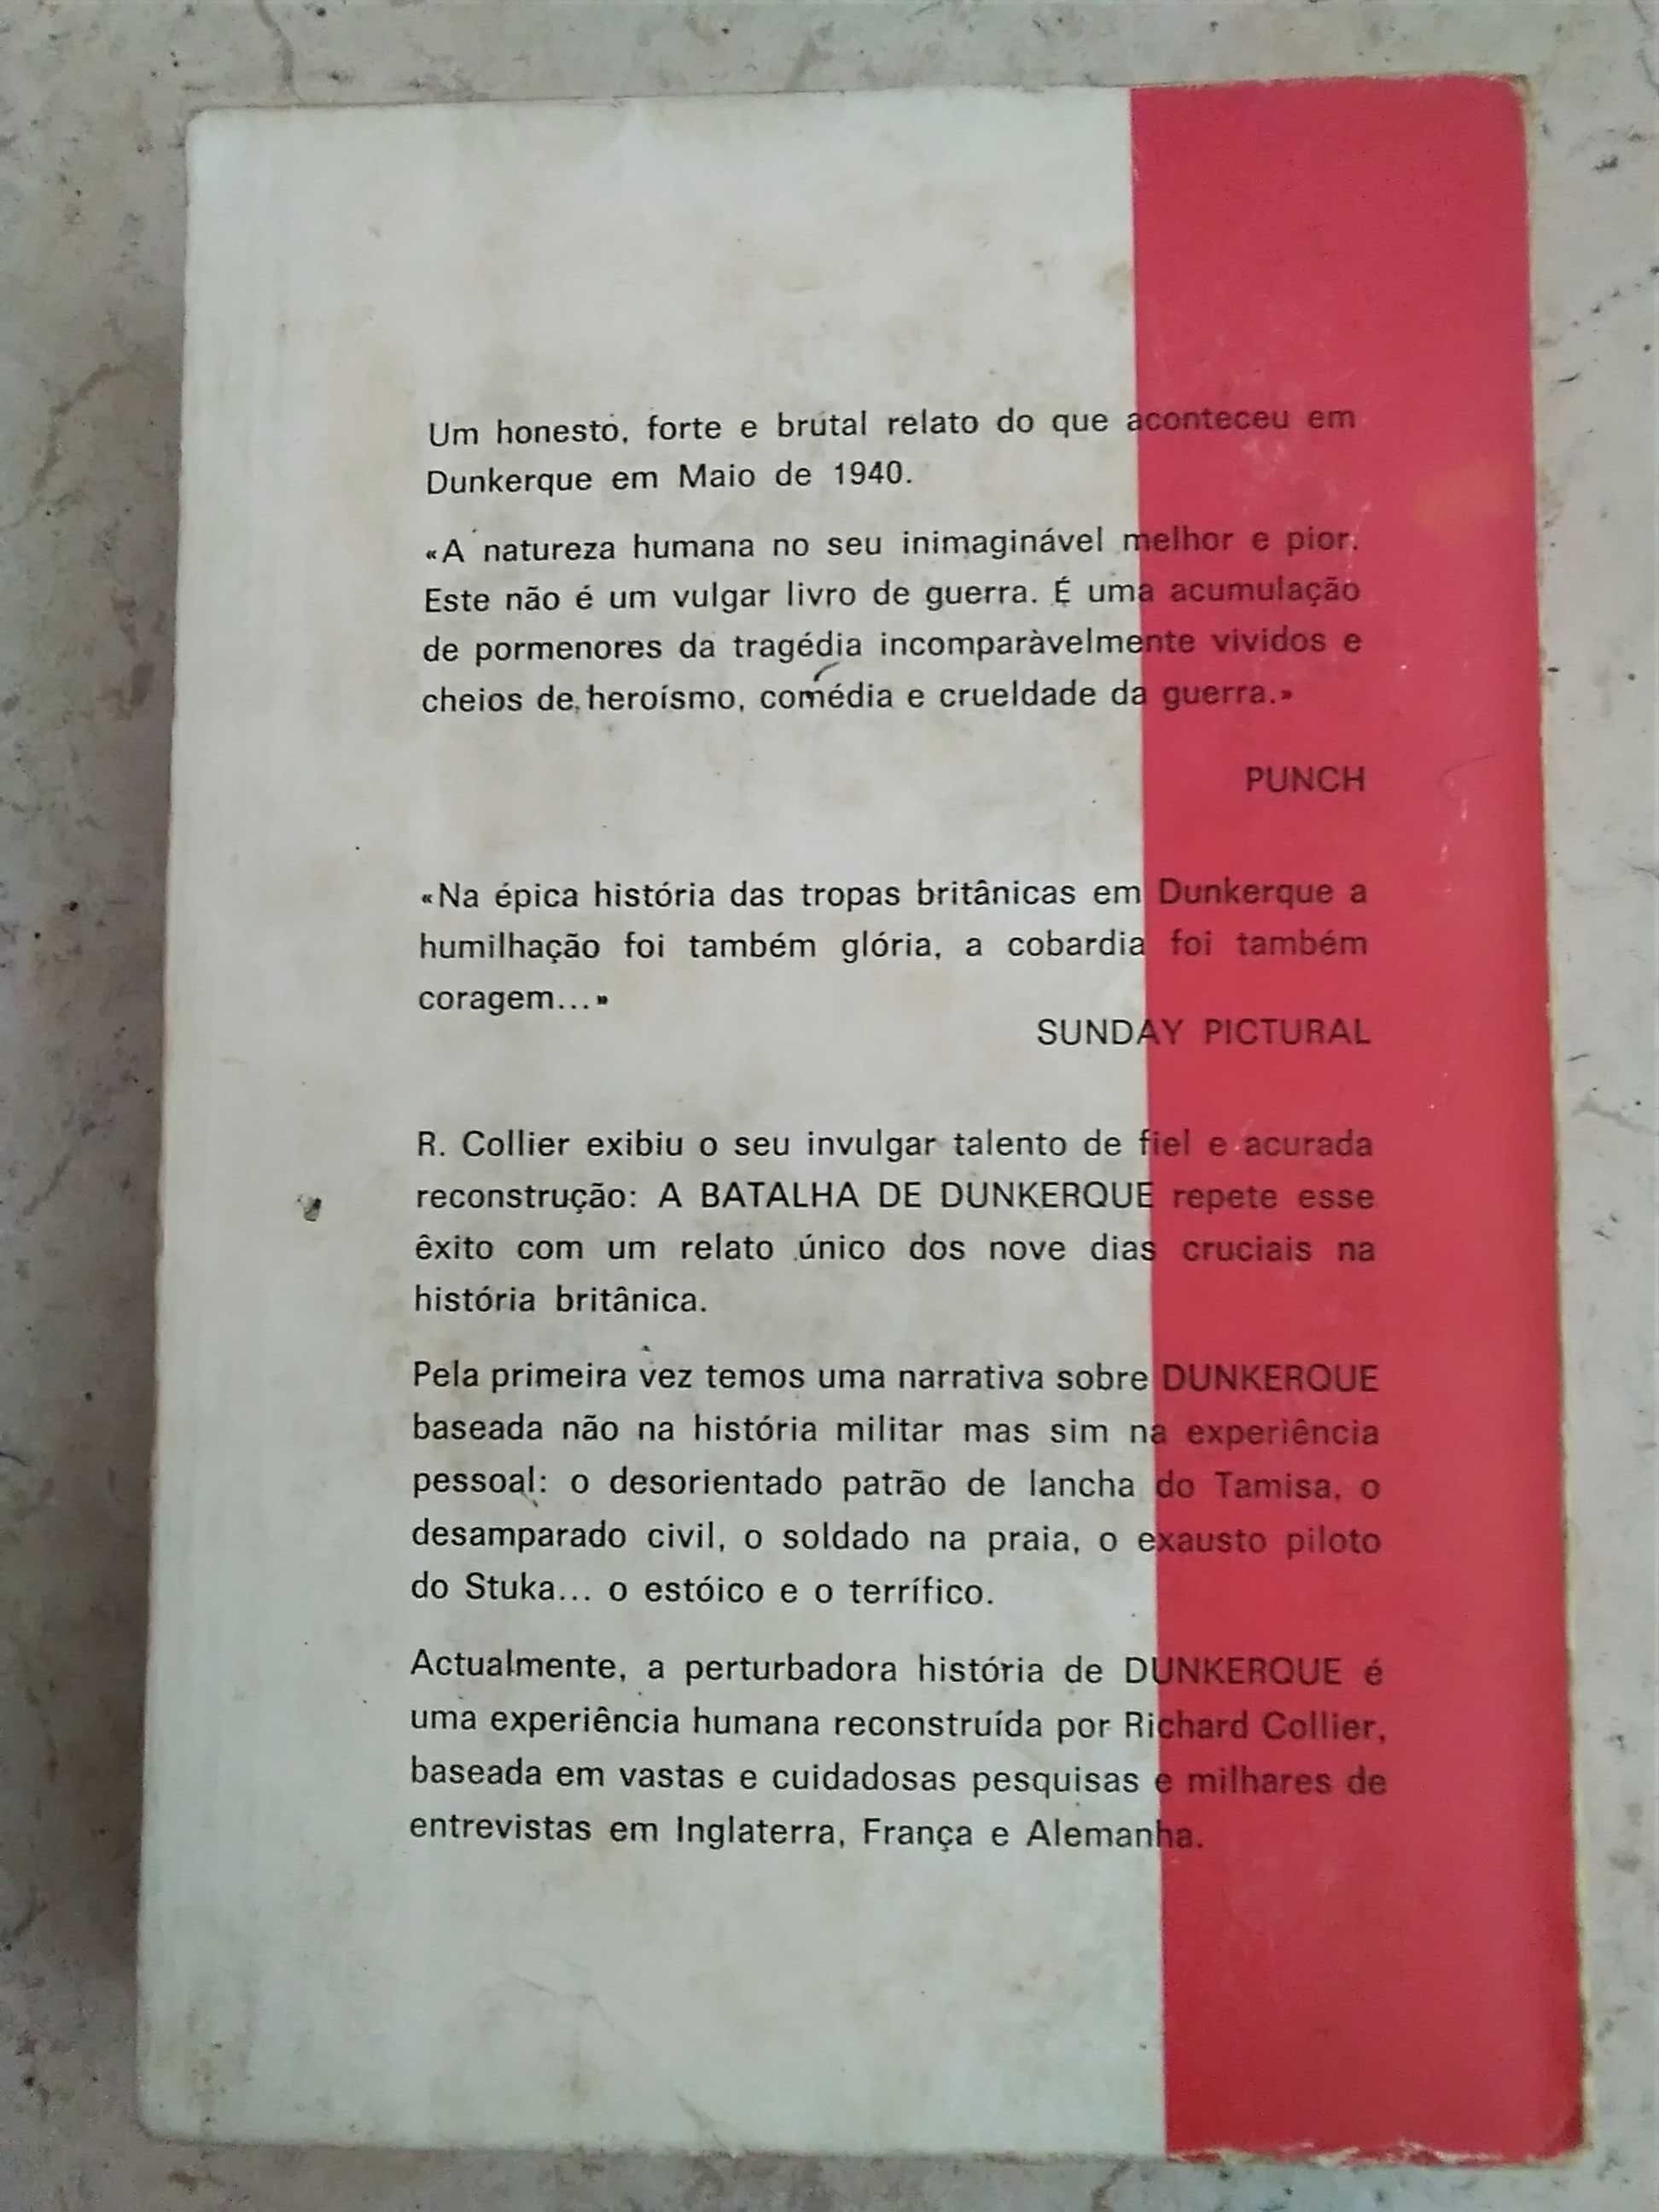 Um honesto, forte e brutal relato do que aconteceu em
Dunkerque em Maio de 1940.
«A natureza humana no seu inimaginável melhor e pior.
Este não é um vulgar livro de guerra. É uma acumulação
de pormenores da tragédia incomparàvelmente vividos e
cheios de heroísmo, comédia e crueldade da guerra.»
PUNCH
«Na épica história das tropas britânicas em Dunkerque a
humilhação foi também glória, a cobardia foi também
coragem...»
SUNDAY PICTURAL
R. Collier exibiu o seu invulgar talento de fiel e acurada
reconstrução: A BATALHA DE DUNKERQUE repete esse
êxito com um relato único dos nove dias cruciais na
história britânica.
Pela primeira vez temos uma narrativa sobre DUNKERQUE
baseada não na história militar mas sim na experiência
pessoal: o desorientado patrão de lancha do Tamisa, o
desamparado civil, o soldado na praia, o exausto piloto
do Stuka... o estóico e o terrífico.
Actualmente, a perturbadora história de DUNKERQUE é
uma experiência humana reconstruída por Richard Collier,
baseada em vastas e cuidadosas pesquisas e milhares de
entrevistas em Inglaterra, França e Alemanha.